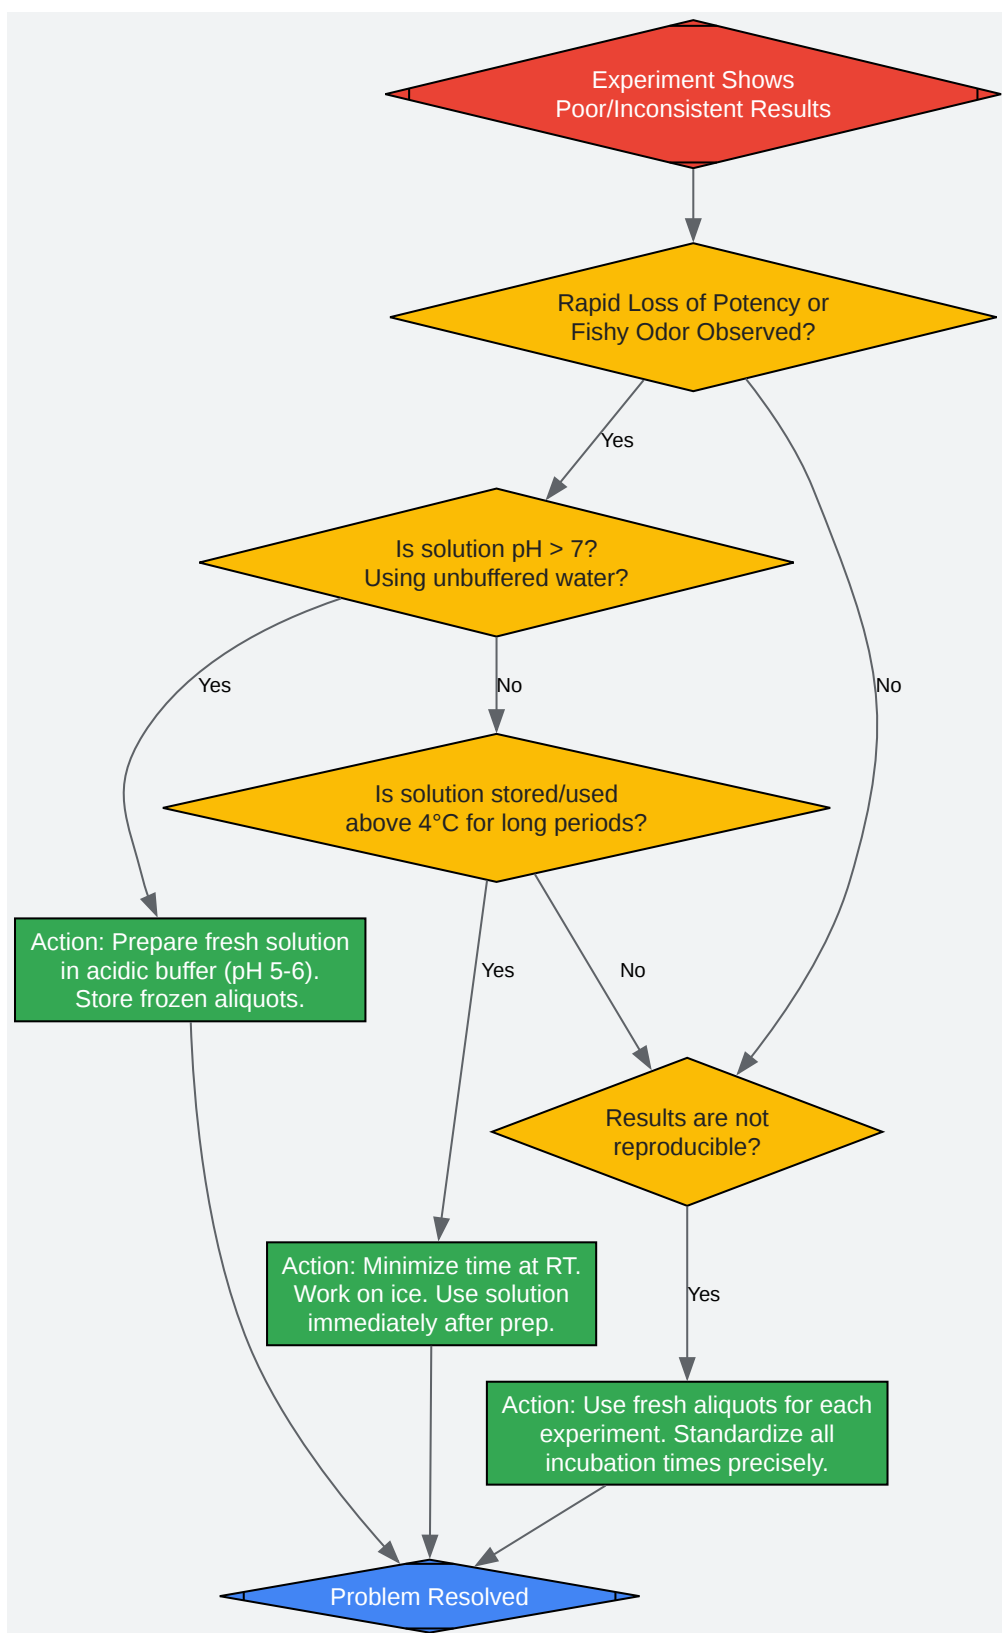 Experiment Shows
Poor/Inconsistent Results
Rapid Loss of Potency or
Fishy Odor Observed?
Yes
Is solution pH > 7?
Using unbuffered water?
Yes
No
No
Is solution stored/used
above 4°C for long periods?
Action: Prepare fresh solution
in acidic buffer (pH 5-6).
Store frozen aliquots.
Yes
No
Results are not
reproducible?
Action: Minimize time at RT.
Work on ice. Use solution
immediately after prep.
Yes
Action: Use fresh aliquots for each
experiment. Standardize all
incubation times precisely.
Problem Resolved